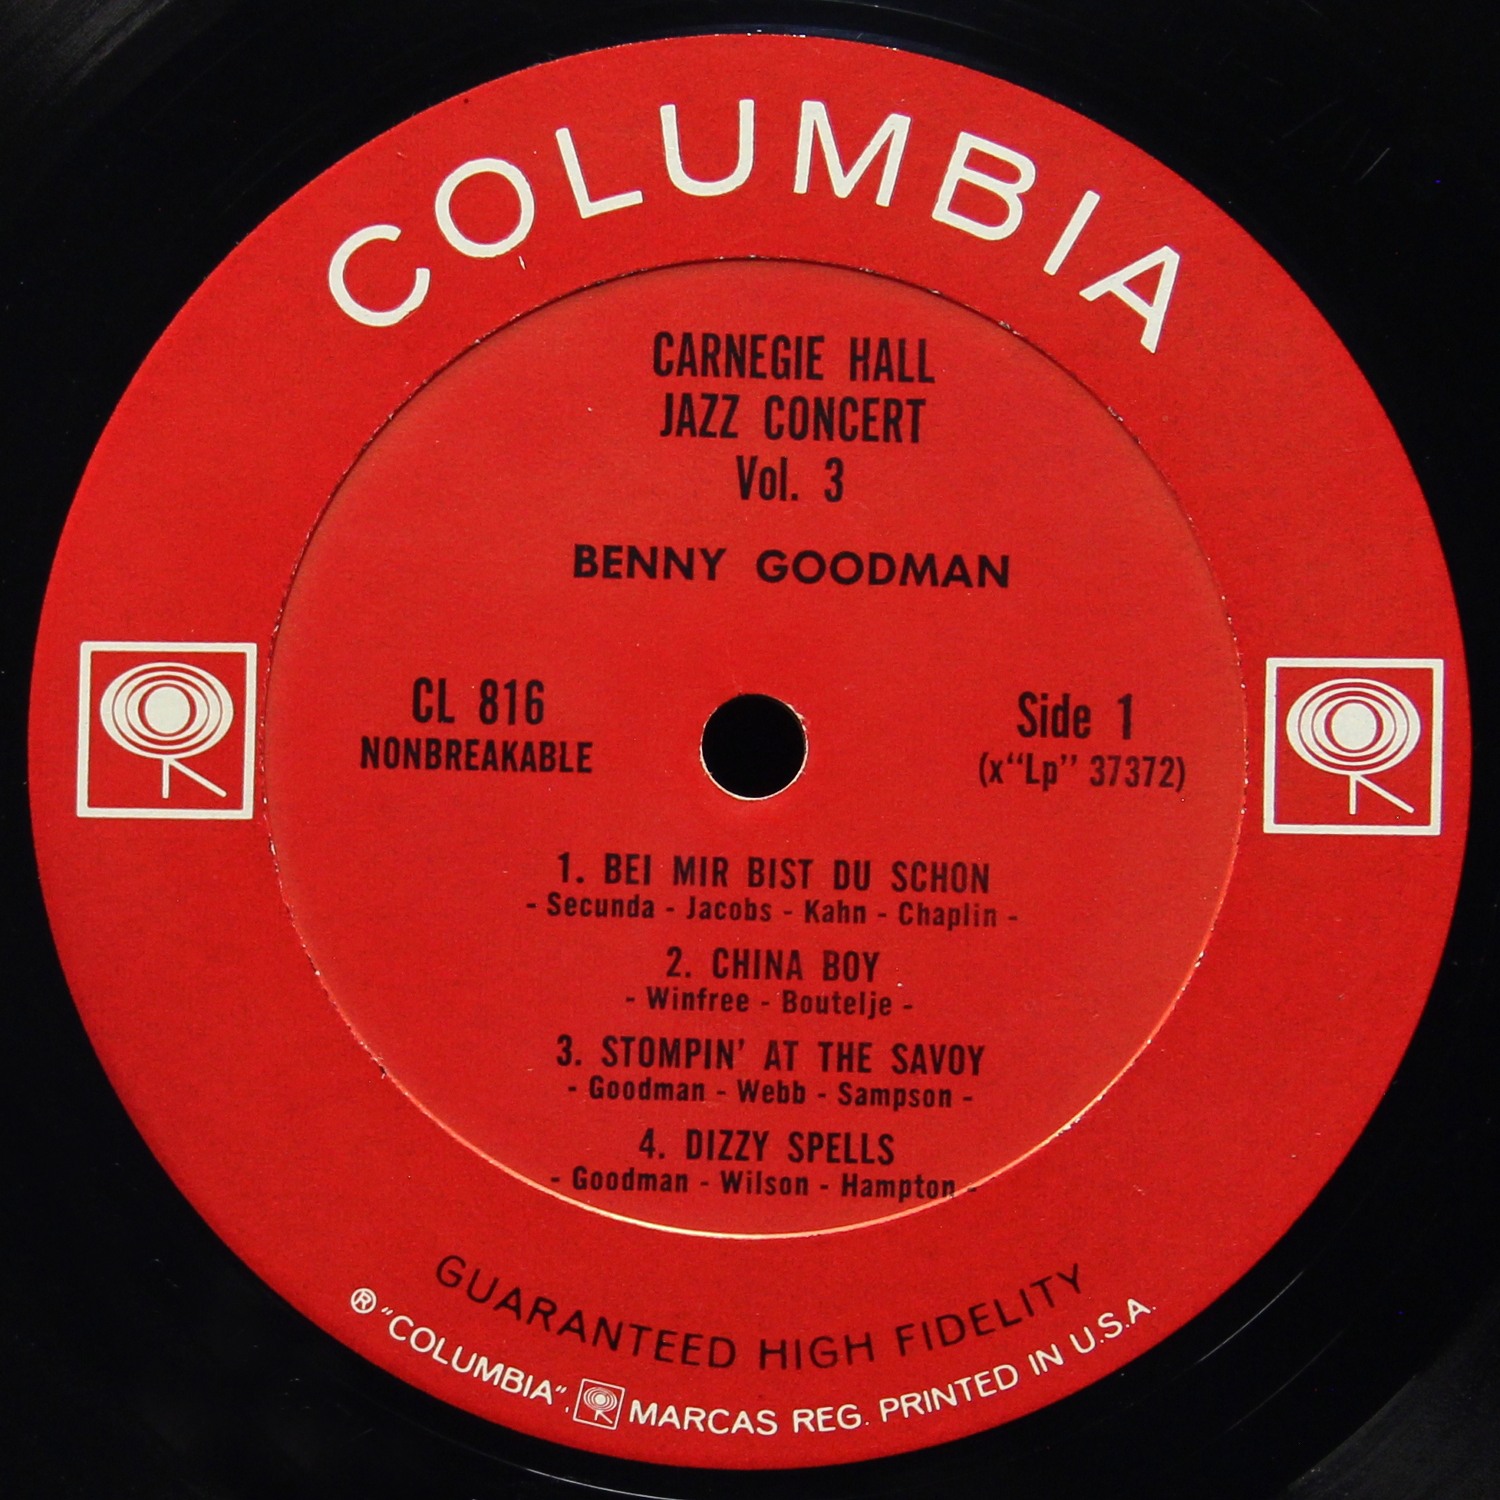 COLUMBIA
CARNEGIE HALL
JAZZ CONCERT
Vol. 3
BENNY GOODMAN
CL 816
NONBREAKABLE
Side 1
(x"Lp" 37372)
1. BEI MIR BIST DU SCHON
- Secunda - Jacobs - Kahn - Chaplin -
2. CHINA BOY
- Winfree - Boutelje -
3. STOMPIN' AT THE SAVOY
- Goodman - Webb - Sampson -
4. DIZZY SPELLS
- Goodman - Wilson - Hampton -
GUARANTEED HIGH FIDELITY
® "COLUMBIA", MARCAS REG. PRINTED IN U.S.A.